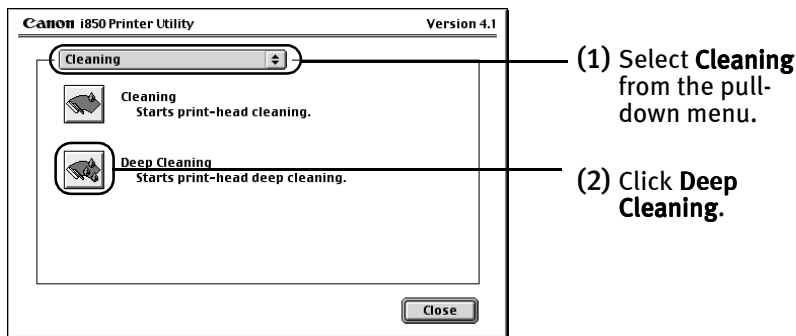 Canon i850 Printer Utility Version 4.1
Cleaning
Cleaning
Starts print-head cleaning.
Deep Cleaning
Starts print-head deep cleaning.
Close
(1) Select Cleaning
from the pull-
down menu.
(2) Click Deep
Cleaning.